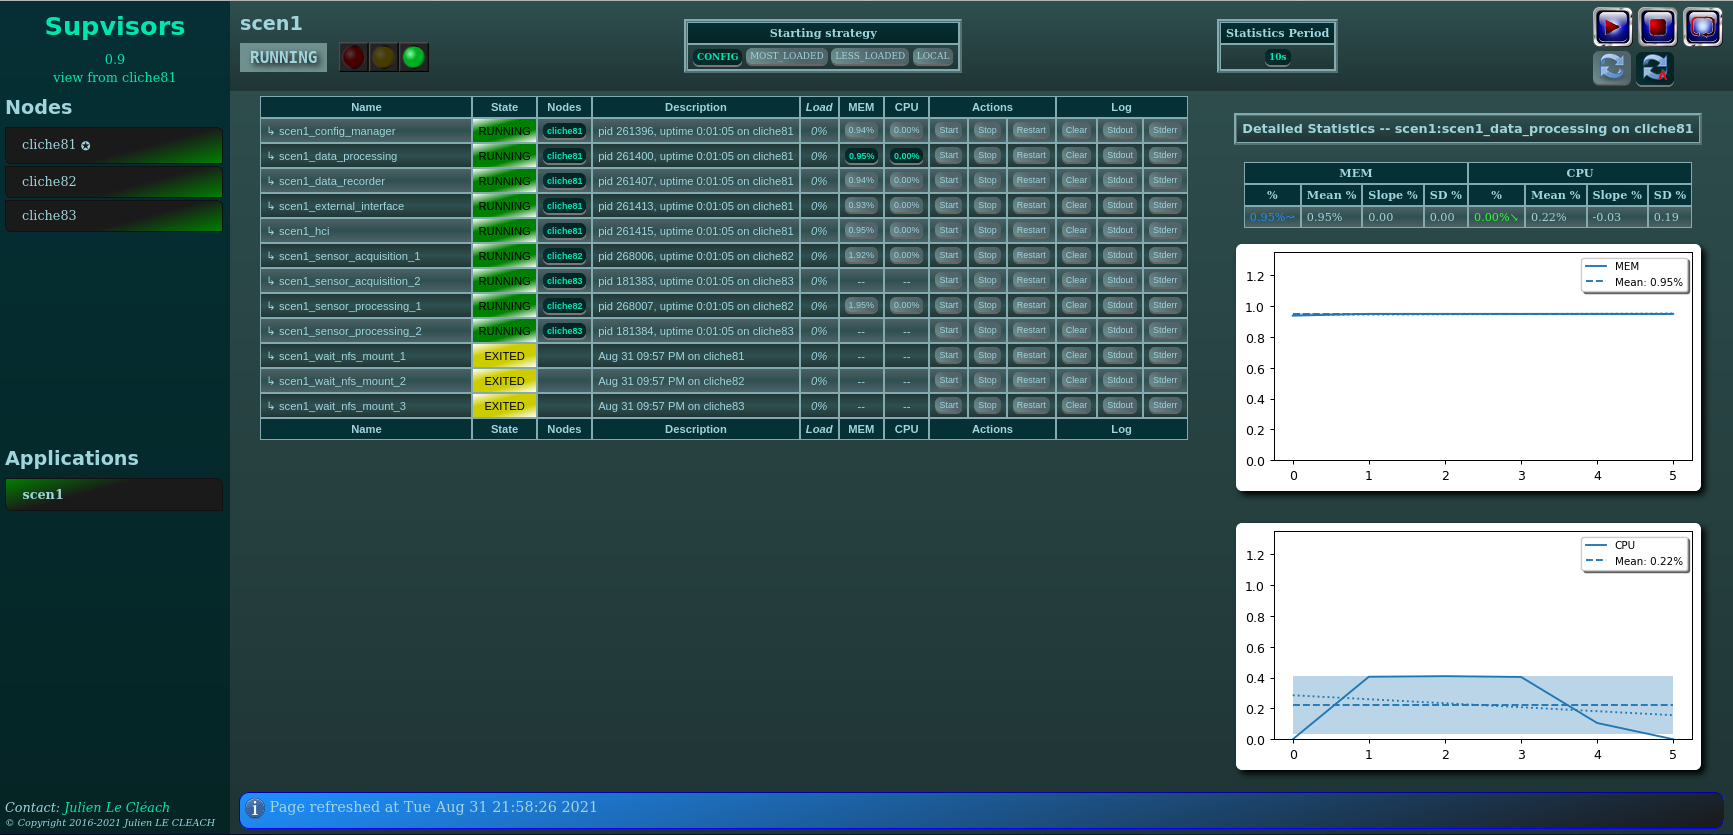 Supvisors
0.9
view from cliche81
Nodes
cliche81 ✪
cliche82
cliche83
Applications
scen1
Contact: Julien Le Cléach
© Copyright 2016-2021 Julien LE CLEACH
scen1
RUNNING
Starting strategy
CONFIG MOST_LOADED LESS_LOADED LOCAL
Statistics Period
10s
Name State Nodes Description Load MEM CPU Actions Log
↳ scen1_config_manager RUNNING cliche81 pid 261396, uptime 0:01:05 on cliche81 0% 0.94% 0.00% Start Stop Restart Clear Stdout Stderr
↳ scen1_data_processing RUNNING cliche81 pid 261400, uptime 0:01:05 on cliche81 0% 0.95% 0.00% Start Stop Restart Clear Stdout Stderr
↳ scen1_data_recorder RUNNING cliche81 pid 261407, uptime 0:01:05 on cliche81 0% 0.94% 0.00% Start Stop Restart Clear Stdout Stderr
↳ scen1_external_interface RUNNING cliche81 pid 261413, uptime 0:01:05 on cliche81 0% 0.93% 0.00% Start Stop Restart Clear Stdout Stderr
↳ scen1_hci RUNNING cliche81 pid 261415, uptime 0:01:05 on cliche81 0% 0.95% 0.00% Start Stop Restart Clear Stdout Stderr
↳ scen1_sensor_acquisition_1 RUNNING cliche82 pid 268006, uptime 0:01:05 on cliche82 0% 1.92% 0.00% Start Stop Restart Clear Stdout Stderr
↳ scen1_sensor_acquisition_2 RUNNING cliche83 pid 181383, uptime 0:01:05 on cliche83 0% -- -- Start Stop Restart Clear Stdout Stderr
↳ scen1_sensor_processing_1 RUNNING cliche82 pid 268007, uptime 0:01:05 on cliche82 0% 1.95% 0.00% Start Stop Restart Clear Stdout Stderr
↳ scen1_sensor_processing_2 RUNNING cliche83 pid 181384, uptime 0:01:05 on cliche83 0% -- -- Start Stop Restart Clear Stdout Stderr
↳ scen1_wait_nfs_mount_1 EXITED Aug 31 09:57 PM on cliche81 0% -- -- Start Stop Restart Clear Stdout Stderr
↳ scen1_wait_nfs_mount_2 EXITED Aug 31 09:57 PM on cliche82 0% -- -- Start Stop Restart Clear Stdout Stderr
↳ scen1_wait_nfs_mount_3 EXITED Aug 31 09:57 PM on cliche83 0% -- -- Start Stop Restart Clear Stdout Stderr
Name State Nodes Description Load MEM CPU Actions Log
Detailed Statistics -- scen1:scen1_data_processing on cliche81
MEM CPU
% Mean % Slope % SD % % Mean % Slope % SD %
0.95%~ 0.95% 0.00 0.00 0.00%↘ 0.22% -0.03 0.19
MEM
Mean: 0.95%
1.2
1.0
0.8
0.6
0.4
0.2
0.0
0 1 2 3 4 5
CPU
Mean: 0.22%
1.2
1.0
0.8
0.6
0.4
0.2
0.0
0 1 2 3 4 5
Page refreshed at Tue Aug 31 21:58:26 2021